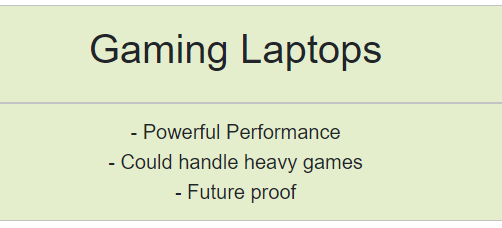 Gaming Laptops
- Powerful Performance
- Could handle heavy games
- Future proof